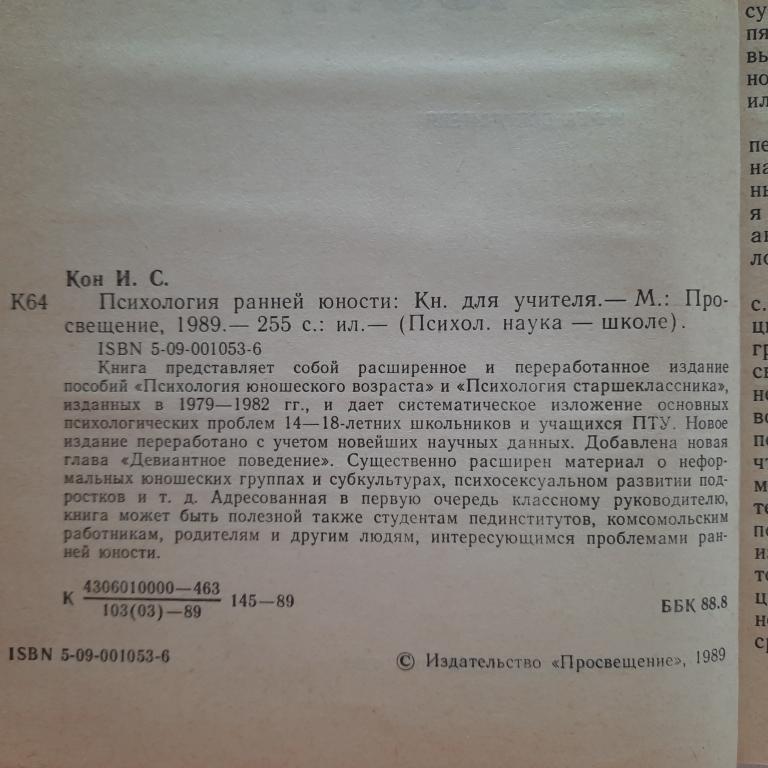 Кон И. С.
К64 Психология ранней юности: Кн. для учителя.— М.: Про-
свещение, 1989.— 255 с.: ил.— (Психол. наука — школе).
ISBN 5-09-001053-6
Книга представляет собой расширенное и переработанное издание
пособий «Психология юношеского возраста» и «Психология старшеклассника»,
изданных в 1979—1982 гг., и дает систематическое изложение основных
психологических проблем 14—18-летних школьников и учащихся ПТУ. Новое
издание переработано с учетом новейших научных данных. Добавлена новая
глава «Девиантное поведение». Существенно расширен материал о нефор-
мальных юношеских группах и субкультурах, психосексуальном развитии под-
ростков и т. д. Адресованная в первую очередь классному руководителю,
книга может быть полезной также студентам пединститутов, комсомольским
работникам, родителям и другим людям, интересующимся проблемами ран-
ней юности.
К 4306010000—463
103(03)—89 145—89
ББК 88.8
ISBN 5-09-001053-6
© Издательство «Просвещение», 1989